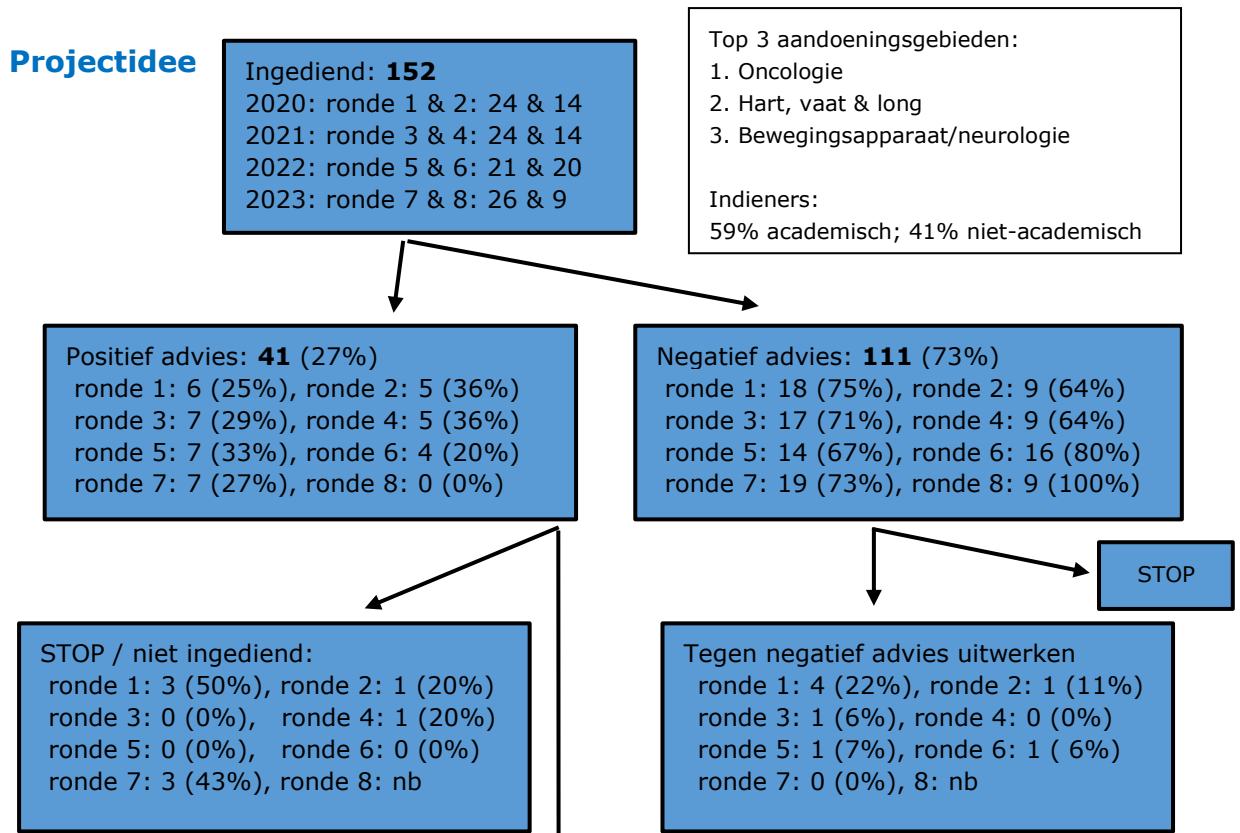 Projectidee
Ingediend: 152
2020: ronde 1 & 2: 24 & 14
2021: ronde 3 & 4: 24 & 14
2022: ronde 5 & 6: 21 & 20
2023: ronde 7 & 8: 26 & 9
Top 3 aandoeningsgebieden:
1. Oncologie
2. Hart, vaat & long
3. Bewegingsapparaat/neurologie
Indieners:
59% academisch; 41% niet-academisch
Positief advies: 41 (27%)
ronde 1: 6 (25%), ronde 2: 5 (36%)
ronde 3: 7 (29%), ronde 4: 5 (36%)
ronde 5: 7 (33%), ronde 6: 4 (20%)
ronde 7: 7 (27%), ronde 8: 0 (0%)
Negatief advies: 111 (73%)
ronde 1: 18 (75%), ronde 2: 9 (64%)
ronde 3: 17 (71%), ronde 4: 9 (64%)
ronde 5: 14 (67%), ronde 6: 16 (80%)
ronde 7: 19 (73%), ronde 8: 9 (100%)
STOP
STOP / niet ingediend:
ronde 1: 3 (50%), ronde 2: 1 (20%)
ronde 3: 0 (0%), ronde 4: 1 (20%)
ronde 5: 0 (0%), ronde 6: 0 (0%)
ronde 7: 3 (43%), ronde 8: nb
Tegen negatief advies uitwerken
ronde 1: 4 (22%), ronde 2: 1 (11%)
ronde 3: 1 (6%), ronde 4: 0 (0%)
ronde 5: 1 (7%), ronde 6: 1 ( 6%)
ronde 7: 0 (0%), 8: nb